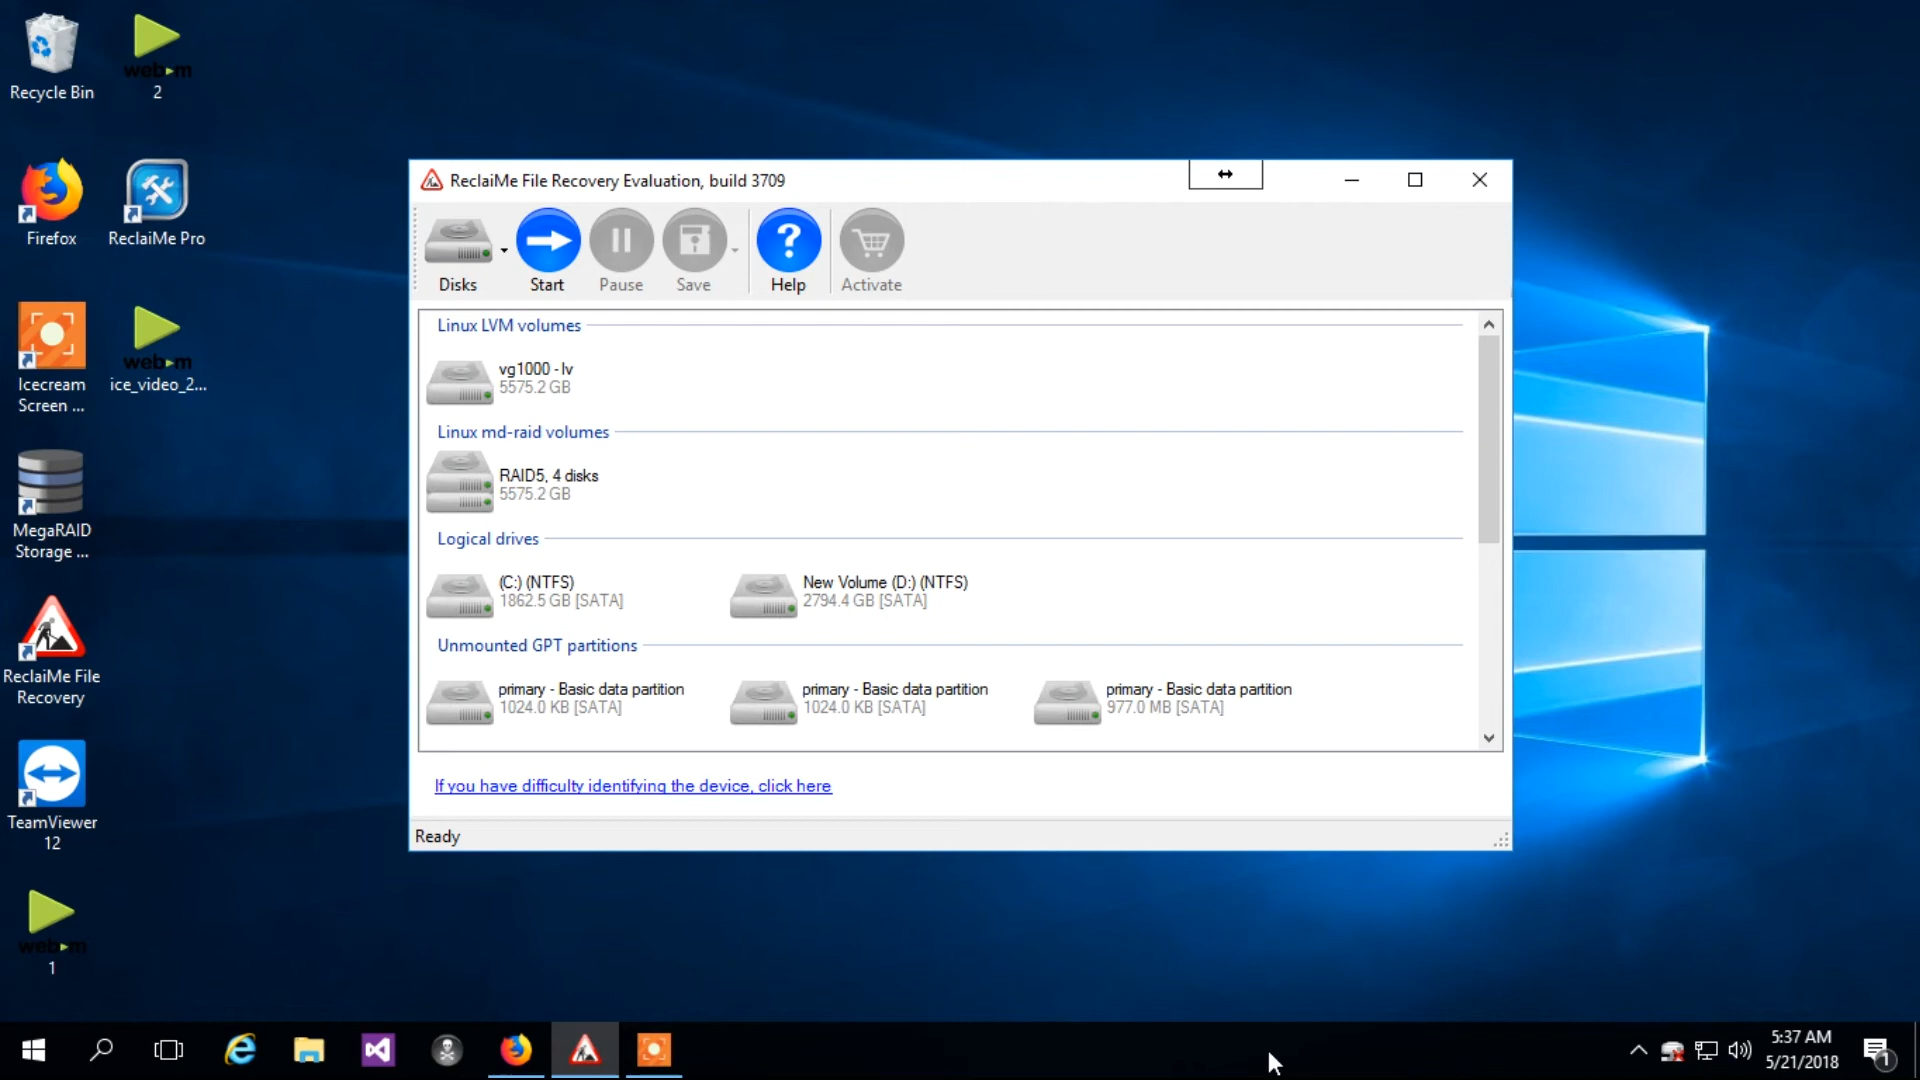 Recycle Bin
web m
2
Firefox
ReclaiMe Pro
Icecream
Screen ...
web m
ice_video_2...
MegaRAID
Storage ...
ReclaiMe File
Recovery
TeamViewer
12
web m
1
ReclaiMe File Recovery Evaluation, build 3709
Disks
Start
Pause
Save
Help
Activate
Linux LVM volumes
vg1000 - lv
5575.2 GB
Linux md-raid volumes
RAID5, 4 disks
5575.2 GB
Logical drives
(C:) (NTFS)
1862.5 GB [SATA]
New Volume (D:) (NTFS)
2794.4 GB [SATA]
Unmounted GPT partitions
primary - Basic data partition
1024.0 KB [SATA]
primary - Basic data partition
1024.0 KB [SATA]
primary - Basic data partition
977.0 MB [SATA]
If you have difficulty identifying the device, click here
Ready
5:37 AM
5/21/2018
1